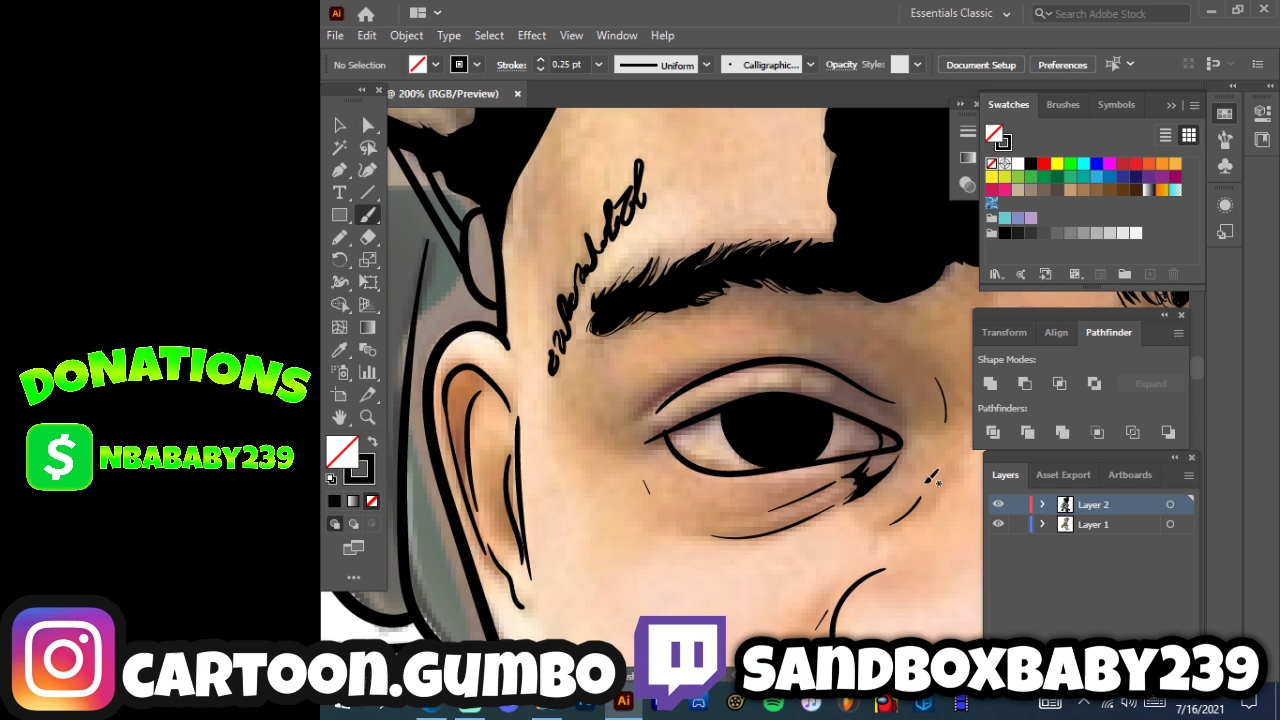 Ai
Essentials Classic
Search Adobe Stock
File Edit Object Type Select Effect View Window Help
No Selection
Stroke:
0.25 pt
Uniform
Calligraphic...
Opacity
Style:
Document Setup
Preferences
@ 200% (RGB/Preview)
Swatches Brushes Symbols
Transform Align Pathfinder
Shape Modes:
Expand
Pathfinders:
DONATIONS
$ NBABABY239
Layers Asset Export Artboards
Layer 2
Layer 1
CARTOON.GUMBO
SANDBOXBABY239
Ai
7/16/2021